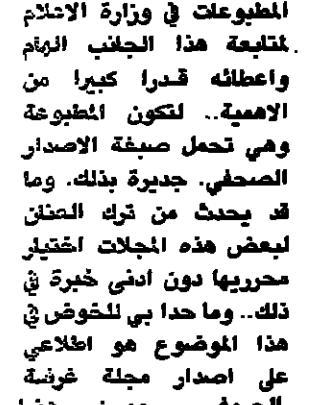 المطبوعات في وزارة الاعلام
لمتابعة هذا الجانب الهام
واعطائه قدرا كبيرا من
الاهمية.. لتكون المطبوعة
وهي تحمل صبغة الاصدار
الصحفي. جديرة بذلك. وما
قد يحدث من ترك العنان
لبعض هذه المجلات اختيار
محرريها دون أدنى خبرة في
ذلك.. وما حدا بي للخوض في
هذا الموضوع هو اطلاعي
على اصدار مجلة غرفة